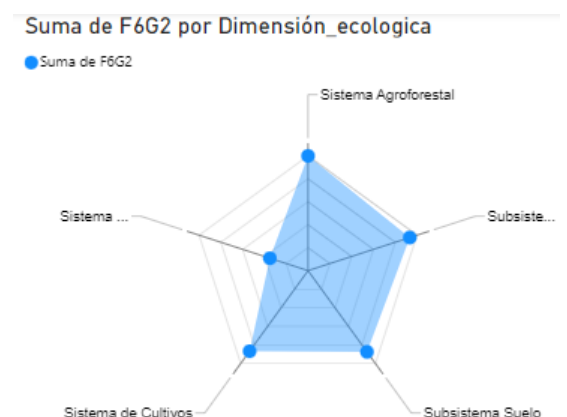 Suma de F6G2 por Dimensión_ecologica
Suma de F6G2
Sistema Agroforestal
Sistema ...
Subsiste...
Sistema de Cultivos
Subsistema Suelo